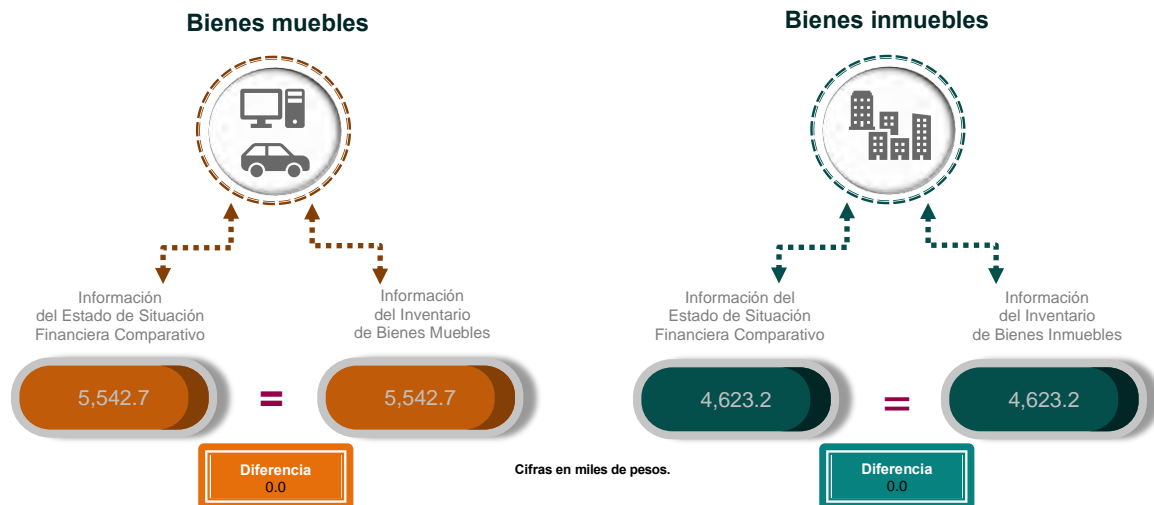 Bienes muebles
Información
del Estado de Situación
Financiera Comparativo
Información
del Inventario
de Bienes Muebles
5,542.7
=
5,542.7
Diferencia
0.0
Bienes inmuebles
Información del
Estado de Situación
Financiera Comparativo
Información
del Inventario
de Bienes Inmuebles
4,623.2
=
4,623.2
Diferencia
0.0
Cifras en miles de pesos.